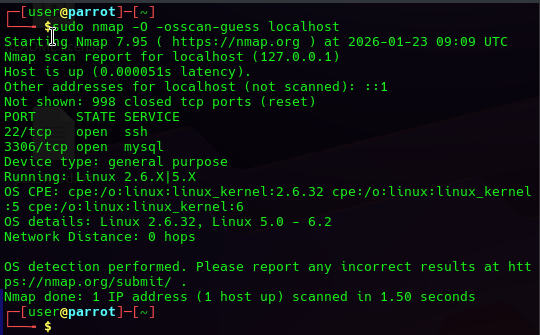 ┌─[user@parrot]─[~]
└──╼ $sudo nmap -O -osscan-guess localhost
Starting Nmap 7.95 ( https://nmap.org ) at 2026-01-23 09:09 UTC
Nmap scan report for localhost (127.0.0.1)
Host is up (0.000051s latency).
Other addresses for localhost (not scanned): ::1
Not shown: 998 closed tcp ports (reset)
PORT     STATE SERVICE
22/tcp   open  ssh
3306/tcp open  mysql
Device type: general purpose
Running: Linux 2.6.X|5.X
OS CPE: cpe:/o:linux:linux_kernel:2.6.32 cpe:/o:linux:linux_kernel
:5 cpe:/o:linux:linux_kernel:6
OS details: Linux 2.6.32, Linux 5.0 - 6.2
Network Distance: 0 hops

OS detection performed. Please report any incorrect results at htt
ps://nmap.org/submit/ .
Nmap done: 1 IP address (1 host up) scanned in 1.50 seconds
┌─[user@parrot]─[~]
└──╼ $